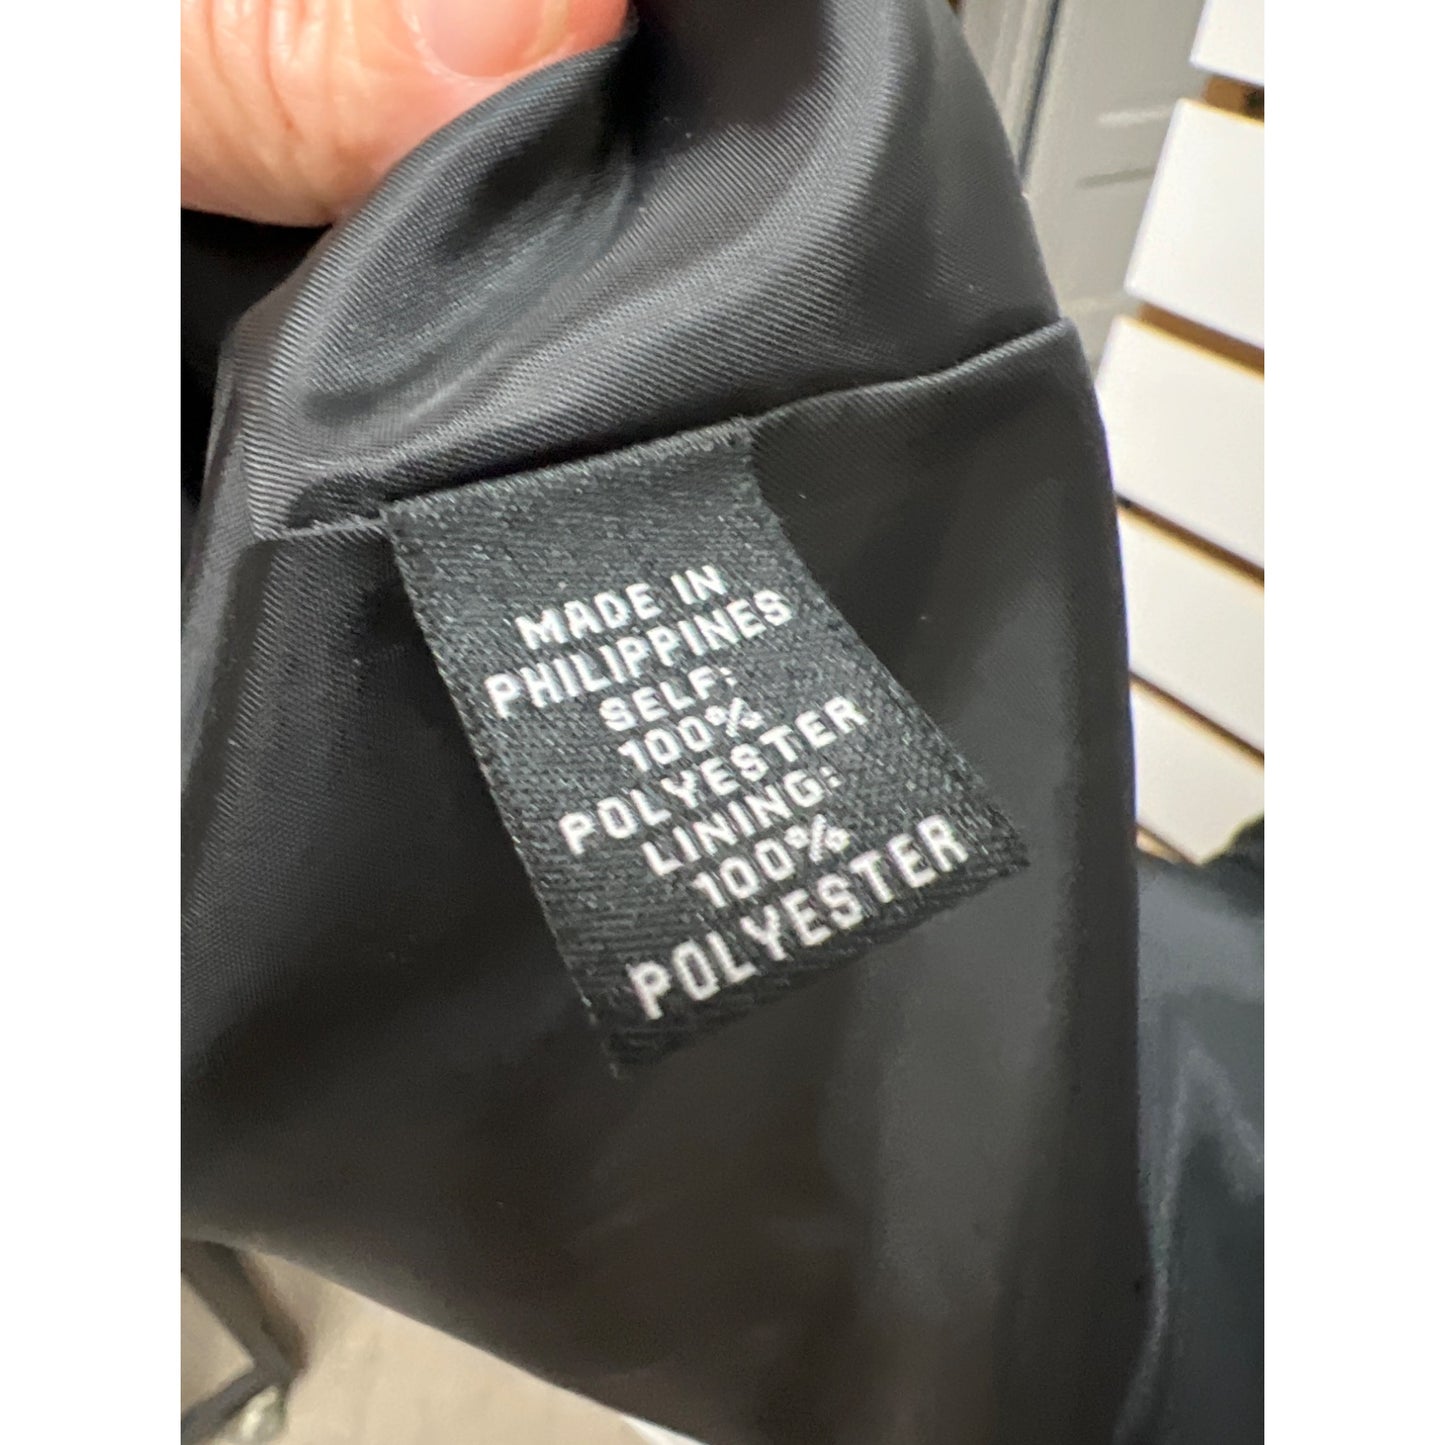 MADE IN
PHILIPPINES
SELF:
100%
POLYESTER
LINING:
100%
POLYESTER